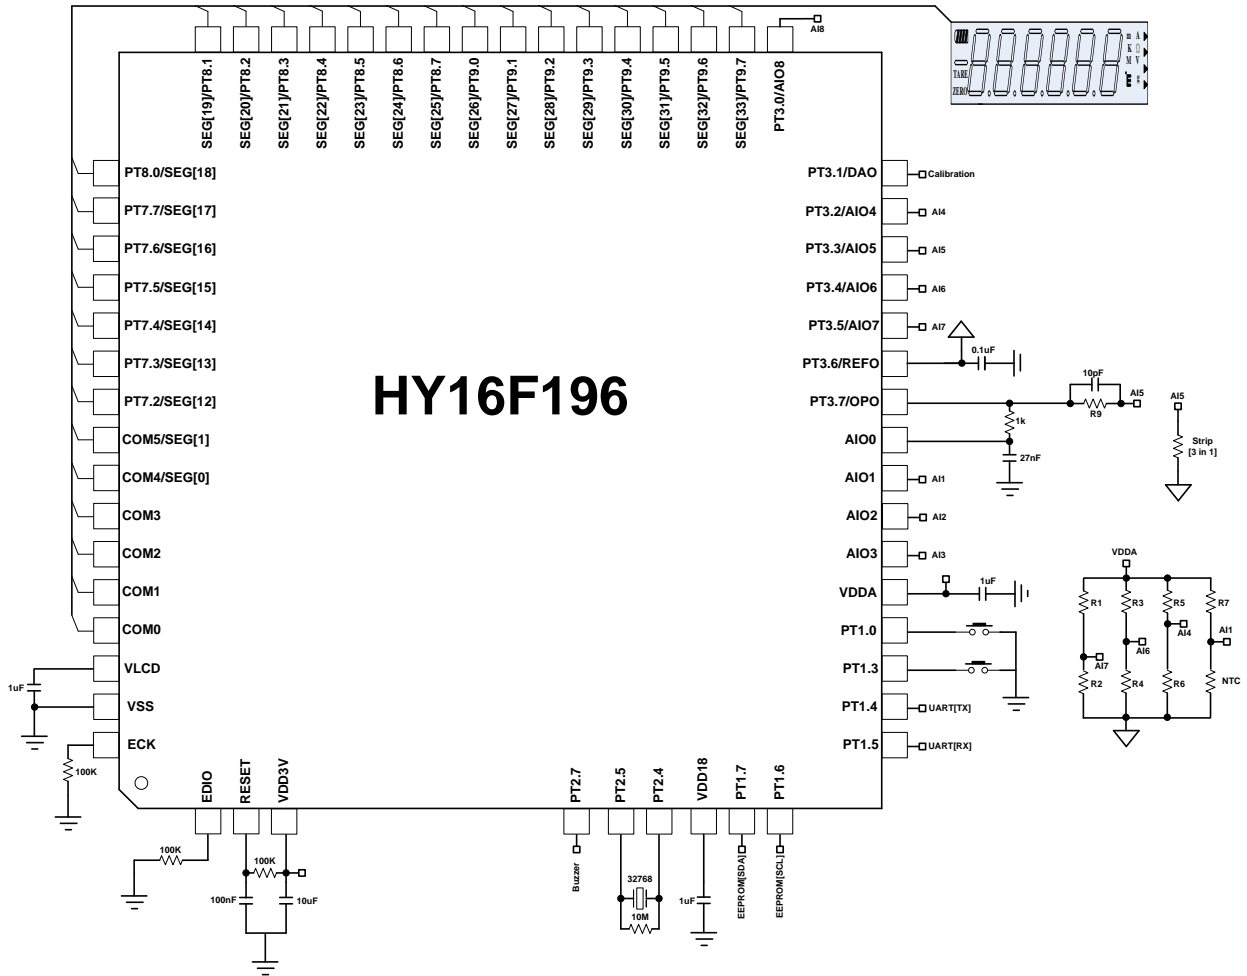 AI8
SEG[19]/PT8.1
SEG[20]/PT8.2
SEG[21]/PT8.3
SEG[22]/PT8.4
SEG[23]/PT8.5
SEG[24]/PT8.6
SEG[25]/PT8.7
SEG[26]/PT9.0
SEG[27]/PT9.1
SEG[28]/PT9.2
SEG[29]/PT9.3
SEG[30]/PT9.4
SEG[31]/PT9.5
SEG[32]/PT9.6
SEG[33]/PT9.7
PT3.0/AIO8
m A
K Ω
M V
TARE
ZERO
PT8.0/SEG[18]
PT7.7/SEG[17]
PT7.6/SEG[16]
PT7.5/SEG[15]
PT7.4/SEG[14]
PT7.3/SEG[13]
PT7.2/SEG[12]
COM5/SEG[1]
COM4/SEG[0]
COM3
COM2
COM1
COM0
VLCD
VSS
ECK
1uF
100K
HY16F196
PT3.1/DAO
Calibration
PT3.2/AIO4
AI4
PT3.3/AIO5
AI5
PT3.4/AIO6
AI6
PT3.5/AIO7
AI7
PT3.6/REFO
0.1uF
PT3.7/OPO
10pF
R9
AI5
1k
AIO0
27nF
AIO1
AI1
AIO2
AI2
AIO3
AI3
VDDA
1uF
PT1.0
PT1.3
PT1.4
UART[TX]
PT1.5
UART[RX]
AI5
Strip
[3 in 1]
VDDA
R1
R3
R5
R7
AI7
AI6
AI4
AI1
R2
R4
R6
NTC
EDIO
RESET
VDD3V
PT2.7
PT2.5
PT2.4
VDD18
PT1.7
PT1.6
100K
100K
100nF
10uF
Buzzer
32768
10M
1uF
EEPROM[SDA]
EEPROM[SCL]